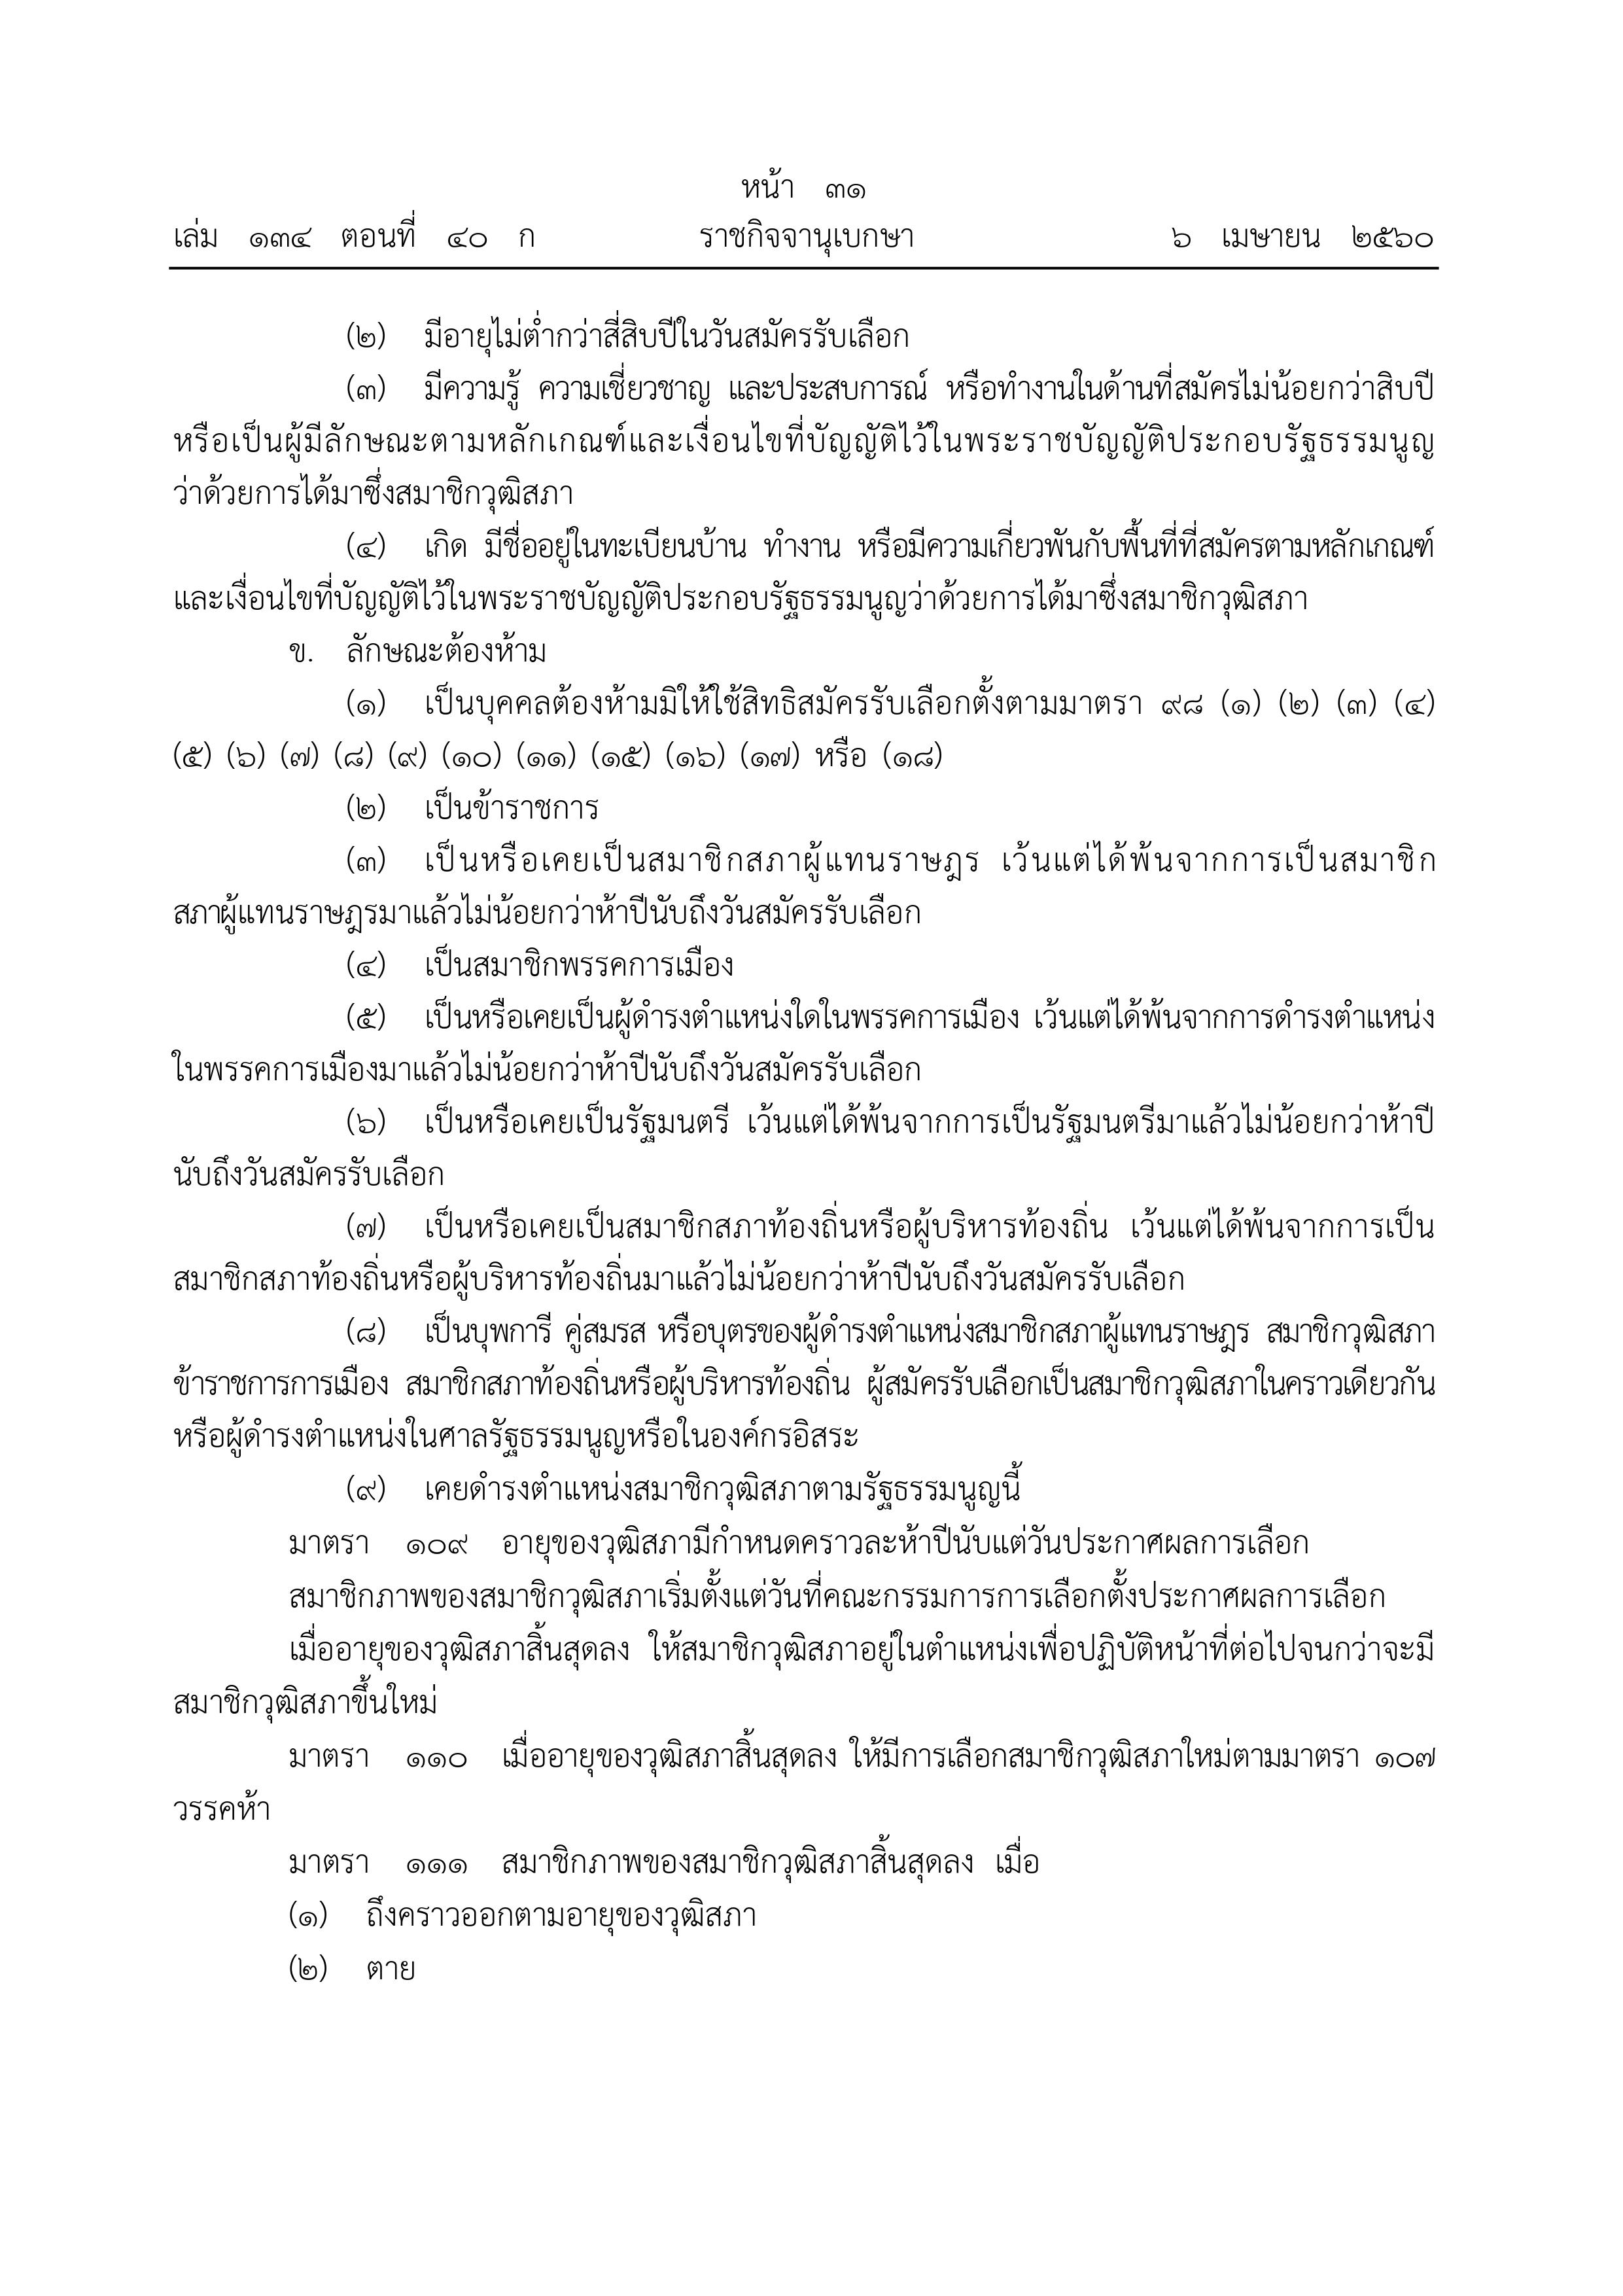 หน้า ๓๑
เล่ม ๑๓๔ ตอนที่ ๔๐ ก ราชกิจจานุเบกษา ๖ เมษายน ๒๕๖๐
(๒) มีอายุไม่ต่ำกว่าสี่สิบปีในวันสมัครรับเลือก
(๓) มีความรู้ ความเชี่ยวชาญ และประสบการณ์ หรือทำงานในด้านที่สมัครไม่น้อยกว่าสิบปี
หรือเป็นผู้มีลักษณะตามหลักเกณฑ์และเงื่อนไขที่บัญญัติไว้ในพระราชบัญญัติประกอบรัฐธรรมนูญ
ว่าด้วยการได้มาซึ่งสมาชิกวุฒิสภา
(๔) เกิด มีชื่ออยู่ในทะเบียนบ้าน ทำงาน หรือมีความเกี่ยวพันกับพื้นที่ที่สมัครตามหลักเกณฑ์
และเงื่อนไขที่บัญญัติไว้ในพระราชบัญญัติประกอบรัฐธรรมนูญว่าด้วยการได้มาซึ่งสมาชิกวุฒิสภา
ข. ลักษณะต้องห้าม
(๑) เป็นบุคคลต้องห้ามมิให้ใช้สิทธิสมัครรับเลือกตั้งตามมาตรา ๙๘ (๑) (๒) (๓) (๔)
(๕) (๖) (๗) (๘) (๙) (๑๐) (๑๑) (๑๕) (๑๖) (๑๗) หรือ (๑๘)
(๒) เป็นข้าราชการ
(๓) เป็นหรือเคยเป็นสมาชิกสภาผู้แทนราษฎร เว้นแต่ได้พ้นจากการเป็นสมาชิก
สภาผู้แทนราษฎรมาแล้วไม่น้อยกว่าห้าปีนับถึงวันสมัครรับเลือก
(๔) เป็นสมาชิกพรรคการเมือง
(๕) เป็นหรือเคยเป็นผู้ดำรงตำแหน่งใดในพรรคการเมือง เว้นแต่ได้พ้นจากการดำรงตำแหน่ง
ในพรรคการเมืองมาแล้วไม่น้อยกว่าห้าปีนับถึงวันสมัครรับเลือก
(๖) เป็นหรือเคยเป็นรัฐมนตรี เว้นแต่ได้พ้นจากการเป็นรัฐมนตรีมาแล้วไม่น้อยกว่าห้าปี
นับถึงวันสมัครรับเลือก
(๗) เป็นหรือเคยเป็นสมาชิกสภาท้องถิ่นหรือผู้บริหารท้องถิ่น เว้นแต่ได้พ้นจากการเป็น
สมาชิกสภาท้องถิ่นหรือผู้บริหารท้องถิ่นมาแล้วไม่น้อยกว่าห้าปีนับถึงวันสมัครรับเลือก
(๘) เป็นบุพการี คู่สมรส หรือบุตรของผู้ดำรงตำแหน่งสมาชิกสภาผู้แทนราษฎร สมาชิกวุฒิสภา
ข้าราชการการเมือง สมาชิกสภาท้องถิ่นหรือผู้บริหารท้องถิ่น ผู้สมัครรับเลือกเป็นสมาชิกวุฒิสภาในคราวเดียวกัน
หรือผู้ดำรงตำแหน่งในศาลรัฐธรรมนูญหรือในองค์กรอิสระ
(๙) เคยดำรงตำแหน่งสมาชิกวุฒิสภาตามรัฐธรรมนูญนี้
มาตรา ๑๐๙ อายุของวุฒิสภามีกำหนดคราวละห้าปีนับแต่วันประกาศผลการเลือก
สมาชิกภาพของสมาชิกวุฒิสภาเริ่มตั้งแต่วันที่คณะกรรมการการเลือกตั้งประกาศผลการเลือก
เมื่ออายุของวุฒิสภาสิ้นสุดลง ให้สมาชิกวุฒิสภาอยู่ในตำแหน่งเพื่อปฏิบัติหน้าที่ต่อไปจนกว่าจะมี
สมาชิกวุฒิสภาขึ้นใหม่
มาตรา ๑๑๐ เมื่ออายุของวุฒิสภาสิ้นสุดลง ให้มีการเลือกสมาชิกวุฒิสภาใหม่ตามมาตรา ๑๐๗
วรรคห้า
มาตรา ๑๑๑ สมาชิกภาพของสมาชิกวุฒิสภาสิ้นสุดลง เมื่อ
(๑) ถึงคราวออกตามอายุของวุฒิสภา
(๒) ตาย